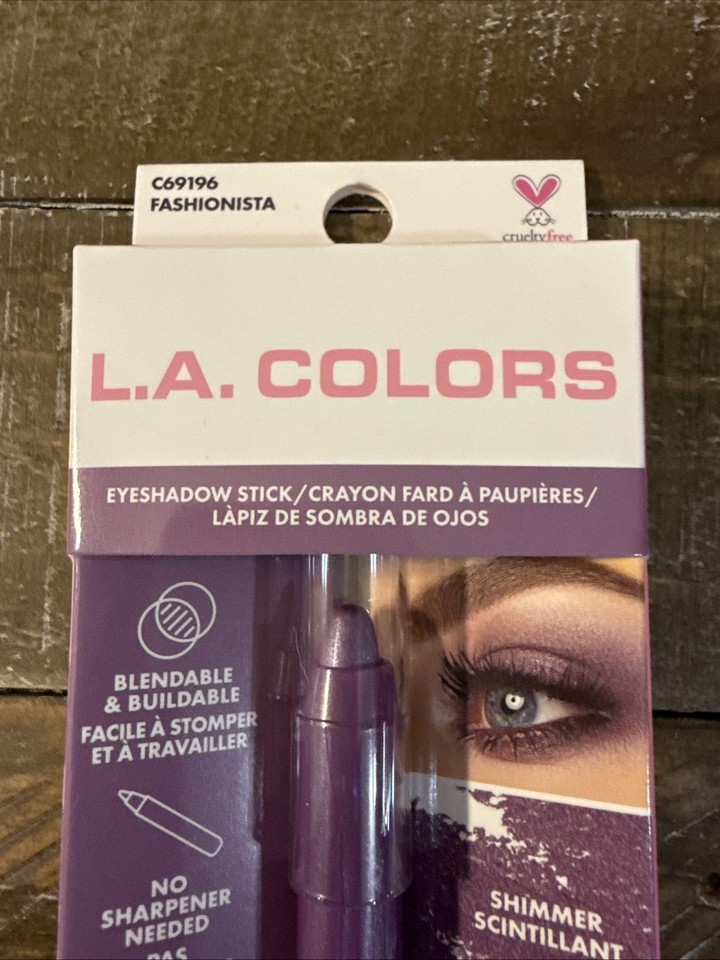 C69196
FASHIONISTA
crueltyfree
L.A. COLORS
EYESHADOW STICK/CRAYON FARD À PAUPIÈRES/
LÀPIZ DE SOMBRA DE OJOS
BLENDABLE
& BUILDABLE
FACILE À STOMPER
ET À TRAVAILLER
NO
SHARPENER
NEEDED
PAS
SHIMMER
SCINTILLANT